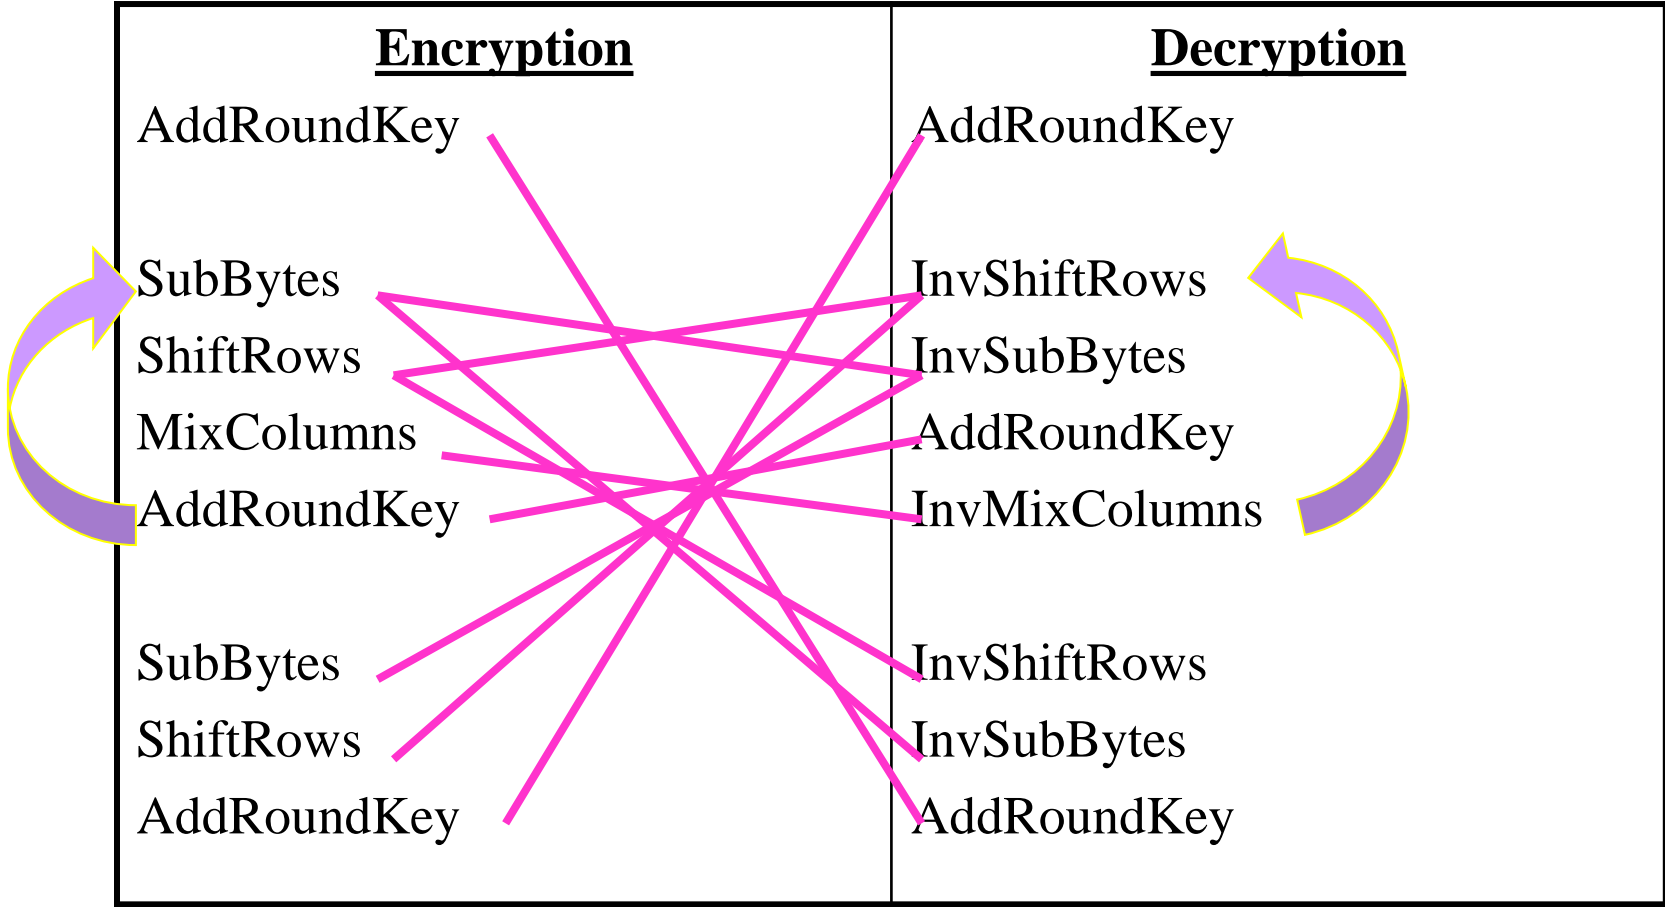 Encryption
AddRoundKey
SubBytes
ShiftRows
MixColumns
AddRoundKey
SubBytes
ShiftRows
AddRoundKey
Decryption
AddRoundKey
InvShiftRows
InvSubBytes
AddRoundKey
InvMixColumns
InvShiftRows
InvSubBytes
AddRoundKey